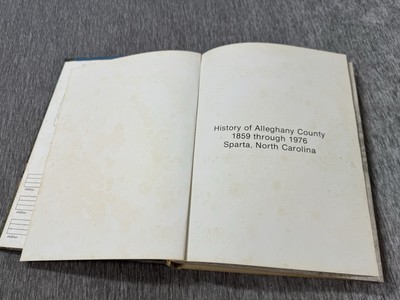 History of Alleghany County
1859 through 1976
Sparta, North Carolina